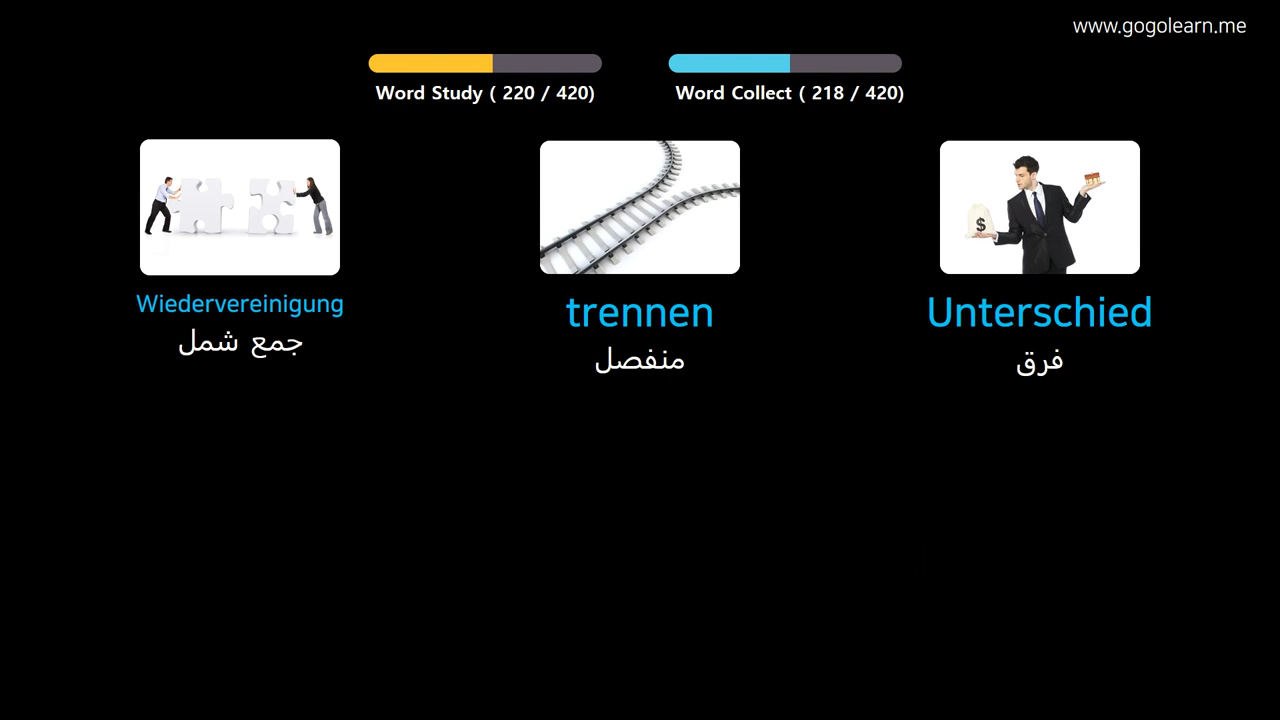 www.gogolearn.me
Word Study ( 220 / 420)
Word Collect ( 218 / 420)
$
Wiedervereinigung
جمع شمل
trennen
منفصل
Unterschied
فرق